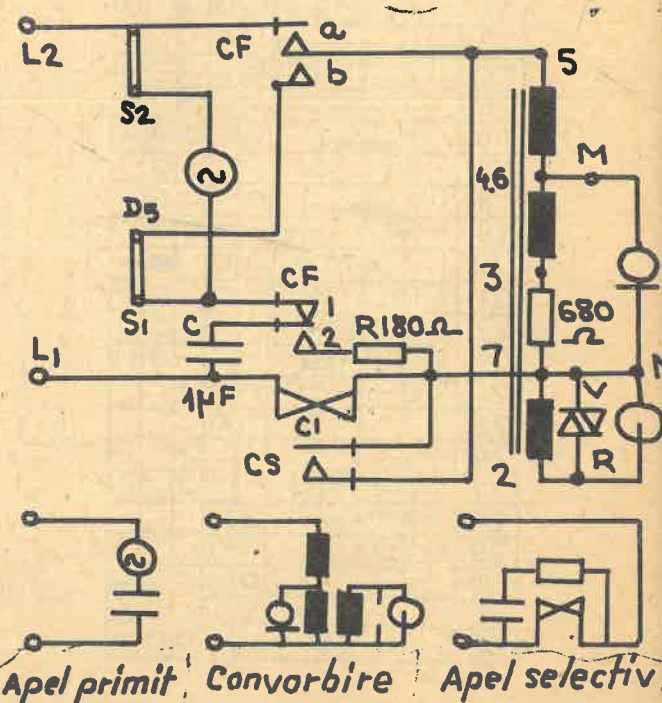 L2
CF
a
b
5
S2
M
4,6
~
D5
CF
3
S1
C
1
2
R180Ω
680
Ω
L1
7
1μF
V
C1
CS
R
2
~
Apel primit
Convorbire
Apel selectiv